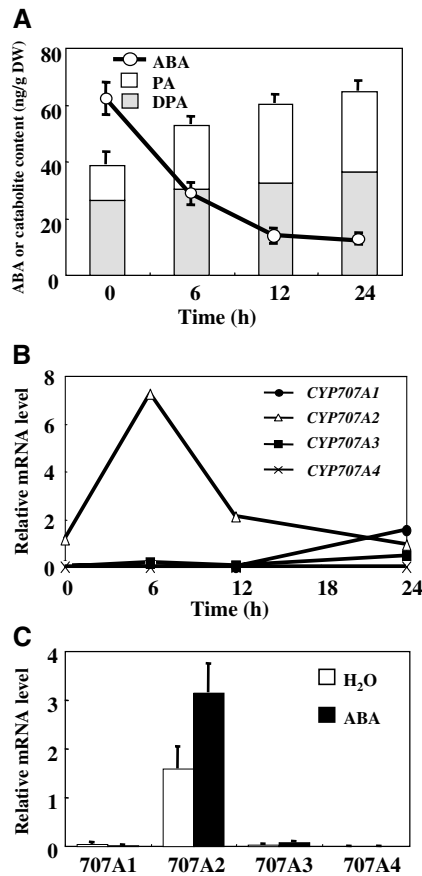 A
ABA or catabolite content (ng/g DW)
80
60
40
20
0
ABA
PA
DPA
0 6 12 24
Time (h)
B
Relative mRNA level
8
6
4
2
0
CYP707A1
CYP707A2
CYP707A3
CYP707A4
0 6 12 18 24
Time (h)
C
Relative mRNA level
4
3
2
1
0
H₂O
ABA
707A1 707A2 707A3 707A4